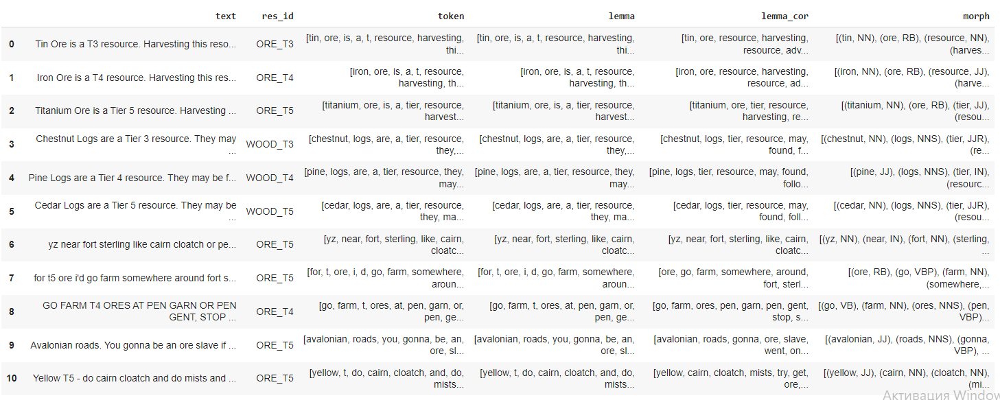 text res_id token lemma lemma_cor morph
0 Tin Ore is a T3 resource. Harvesting this reso... ORE_T3 [tin, ore, is, a, t, resource, harvesting, thi... [tin, ore, is, a, t, resource, harvesting, thi... [tin, ore, resource, harvesting, resource, adv... [(tin, NN), (ore, RB), (resource, NN), (harves...
1 Iron Ore is a T4 resource. Harvesting this res... ORE_T4 [iron, ore, is, a, t, resource, harvesting, th... [iron, ore, is, a, t, resource, harvesting, th... [iron, ore, resource, harvesting, resource, ad... [(iron, NN), (ore, RB), (resource, JJ), (harve...
2 Titanium Ore is a Tier 5 resource. Harvesting ... ORE_T5 [titanium, ore, is, a, tier, resource, harvest... [titanium, ore, is, a, tier, resource, harvest... [titanium, ore, tier, resource, harvesting, re... [(titanium, NN), (ore, RB), (tier, JJ), (resou...
3 Chestnut Logs are a Tier 3 resource. They may ... WOOD_T3 [chestnut, logs, are, a, tier, resource, they,... [chestnut, logs, are, a, tier, resource, they,... [chestnut, logs, tier, resource, may, found, f... [(chestnut, NN), (logs, NNS), (tier, JJR), (re...
4 Pine Logs are a Tier 4 resource. They may be f... WOOD_T4 [pine, logs, are, a, tier, resource, they, may... [pine, logs, are, a, tier, resource, they, may... [pine, logs, tier, resource, may, found, follo... [(pine, JJ), (logs, NNS), (tier, IN), (resourc...
5 Cedar Logs are a Tier 5 resource. They may be ... WOOD_T5 [cedar, logs, are, a, tier, resource, they, ma... [cedar, logs, are, a, tier, resource, they, ma... [cedar, logs, tier, resource, may, found, foll... [(cedar, NN), (logs, NNS), (tier, JJR), (resou...
6 yz near fort sterling like cairn cloatch or pe... ORE_T5 [yz, near, fort, sterling, like, cairn, cloatc... [yz, near, fort, sterling, like, cairn, cloatc... [yz, near, fort, sterling, like, cairn, cloatc... [(yz, NN), (near, IN), (fort, NN), (sterling, ...
7 for t5 ore i'd go farm somewhere around fort s... ORE_T5 [for, t, ore, i, d, go, farm, somewhere, aroun... [for, t, ore, i, d, go, farm, somewhere, aroun... [ore, go, farm, somewhere, around, fort, sterl... [(ore, RB), (go, VBP), (farm, NN), (somewhere,...
8 GO FARM T4 ORES AT PEN GARN OR PEN GENT, STOP ... ORE_T4 [go, farm, t, ores, at, pen, garn, or, pen, ge... [go, farm, t, ores, at, pen, garn, or, pen, ge... [go, farm, ores, pen, garn, pen, gent, stop, s... [(go, VB), (farm, NN), (ores, NNS), (pen, VBP)...
9 Avalonian roads. You gonna be an ore slave if ... ORE_T5 [avalonian, roads, you, gonna, be, an, ore, sl... [avalonian, roads, you, gonna, be, an, ore, sl... [avalonian, roads, gonna, ore, slave, went, on... [(avalonian, JJ), (roads, NNS), (gonna, VBP), ...
10 Yellow T5 - do cairn cloatch and do mists and ... ORE_T5 [yellow, t, do, cairn, cloatch, and, do, mists... [yellow, t, do, cairn, cloatch, and, do, mists... [yellow, cairn, cloatch, mists, try, get, ore,... [(yellow, JJ), (cairn, NN), (cloatch, NN), (mi...
Активация Window